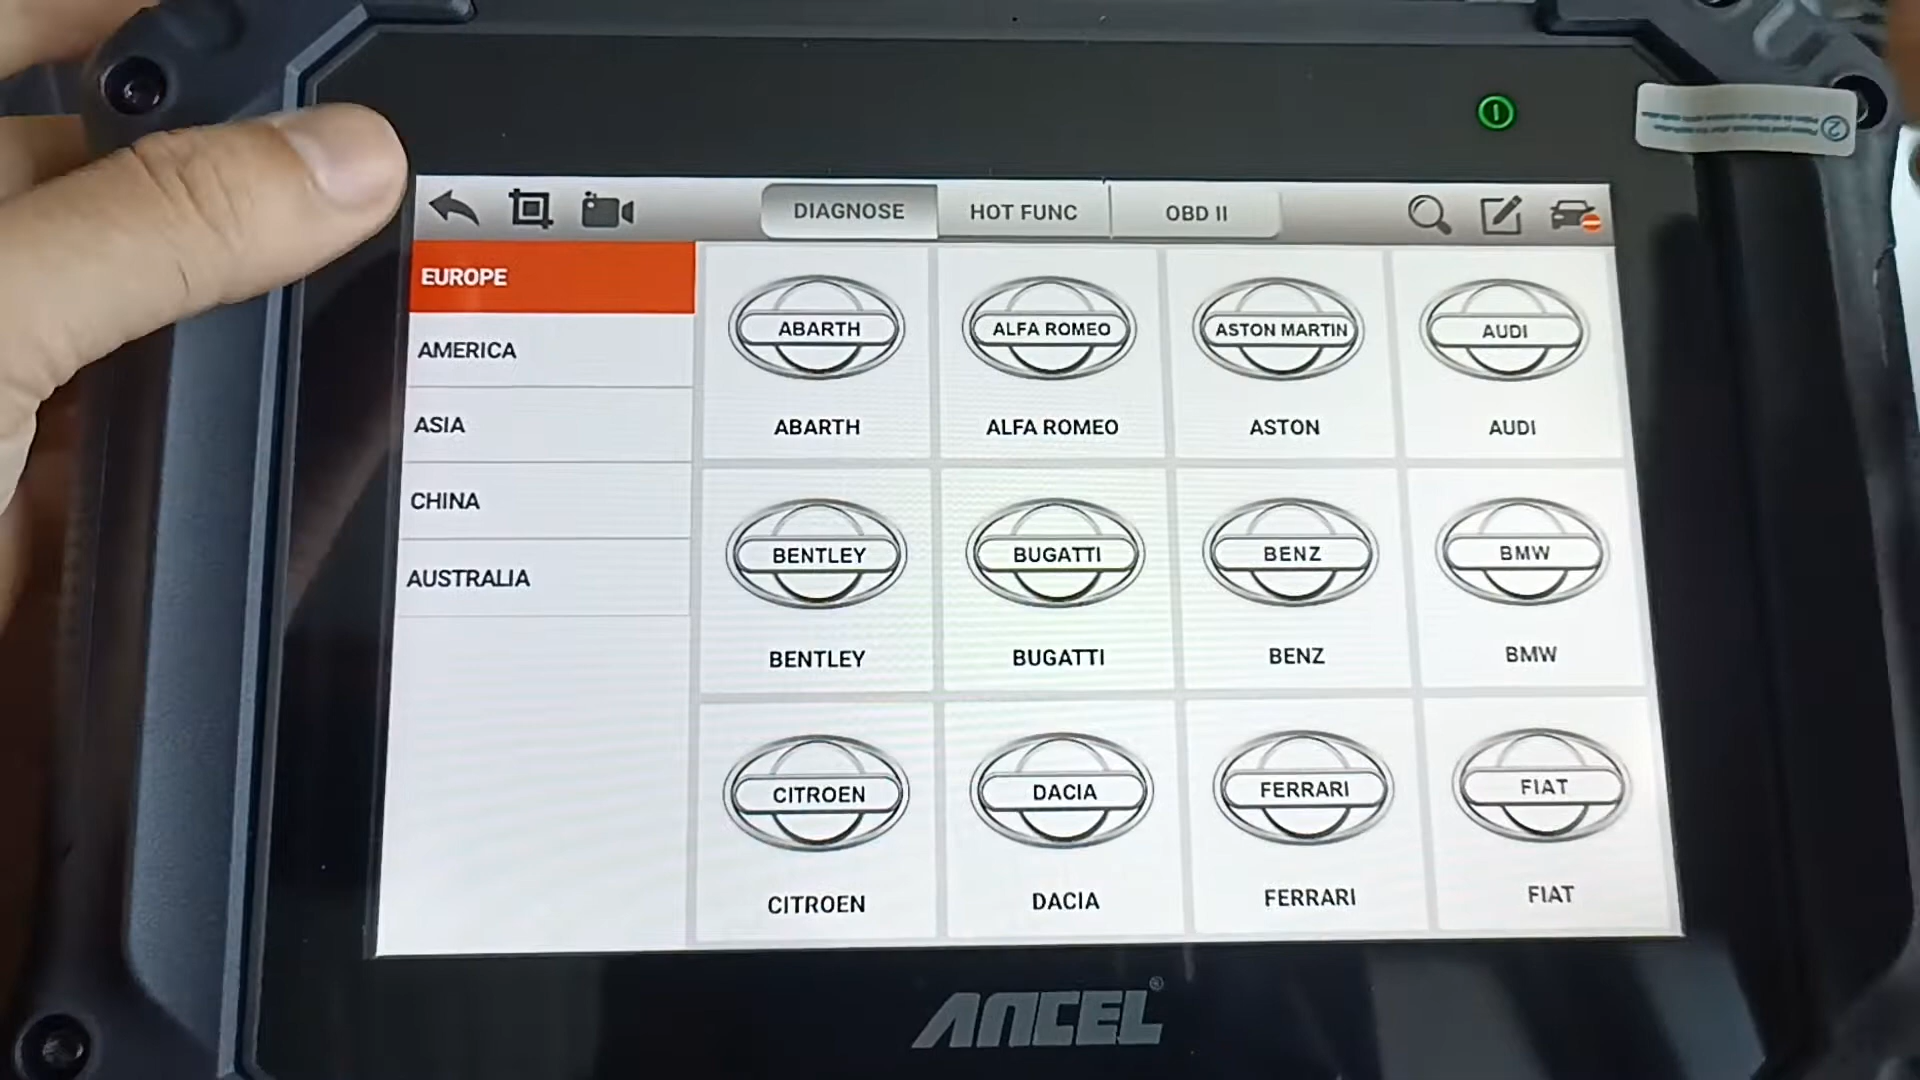 DIAGNOSE HOT FUNC OBD II
EUROPE
AMERICA
ASIA
CHINA
AUSTRALIA
ABARTH ALFA ROMEO ASTON MARTIN AUDI
ABARTH ALFA ROMEO ASTON AUDI
BENTLEY BUGATTI BENZ BMW
BENTLEY BUGATTI BENZ BMW
CITROEN DACIA FERRARI FIAT
CITROEN DACIA FERRARI FIAT
ANCEL®
2